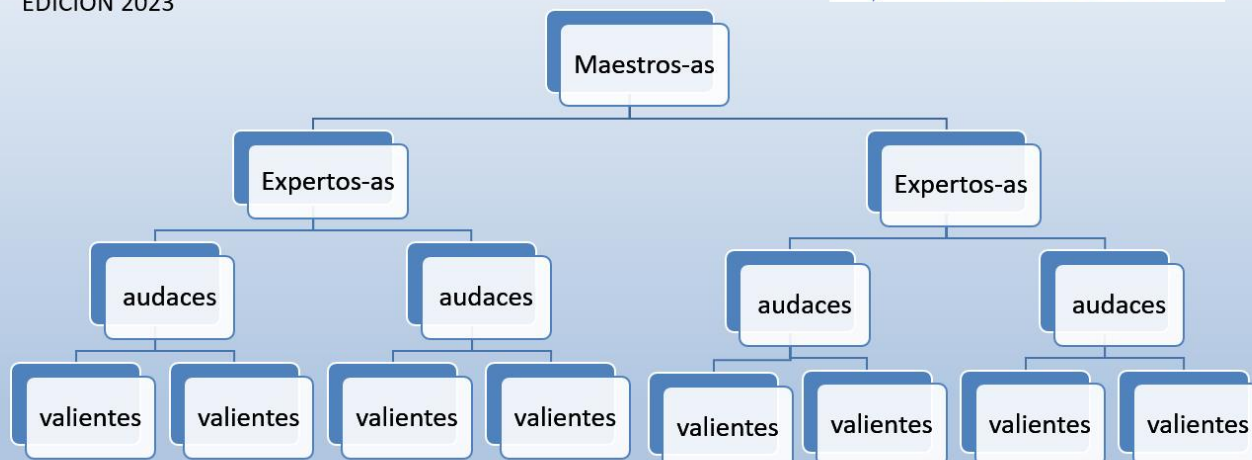 EDICIÓN 2023
Maestros-as
Expertos-as
Expertos-as
audaces
audaces
audaces
audaces
valientes
valientes
valientes
valientes
valientes
valientes
valientes
valientes